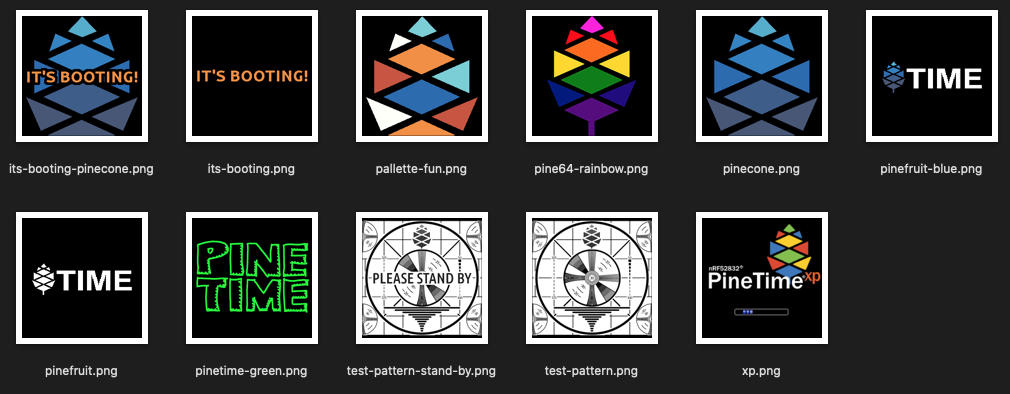 IT'S BOOTING!
IT'S BOOTING!
TIME
its-booting-pinecone.png
its-booting.png
pallette-fun.png
pine64-rainbow.png
pinecone.png
pinefruit-blue.png
TIME
PINE
TIME
PLEASE STAND BY
nRF52832®
PineTime xp
pinefruit.png
pinetime-green.png
test-pattern-stand-by.png
test-pattern.png
xp.png